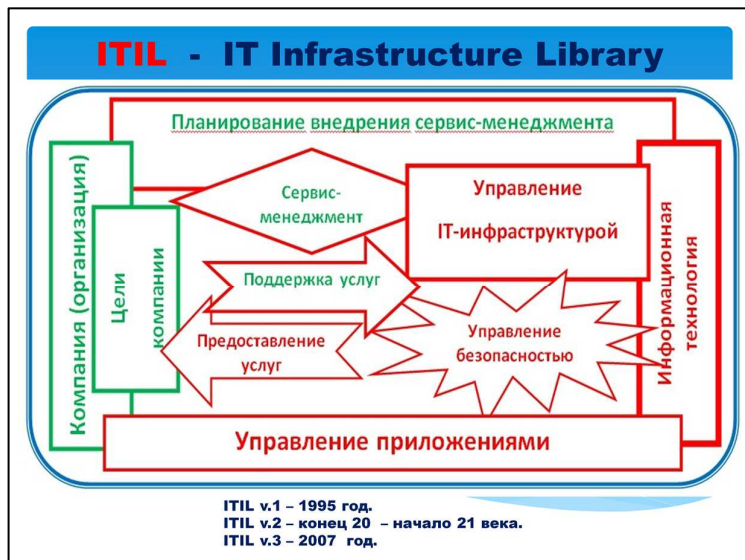 ITIL - IT Infrastructure Library
Планирование внедрения сервис-менеджмента
Компания (организация)
Цели
компании
Сервис-
менеджмент
Управление
IT-инфраструктурой
Информационная
технология
Поддержка услуг
Предоставление
услуг
Управление
безопасностью
Управление приложениями
ITIL v.1 – 1995 год.
ITIL v.2 – конец 20 – начало 21 века.
ITIL v.3 – 2007 год.